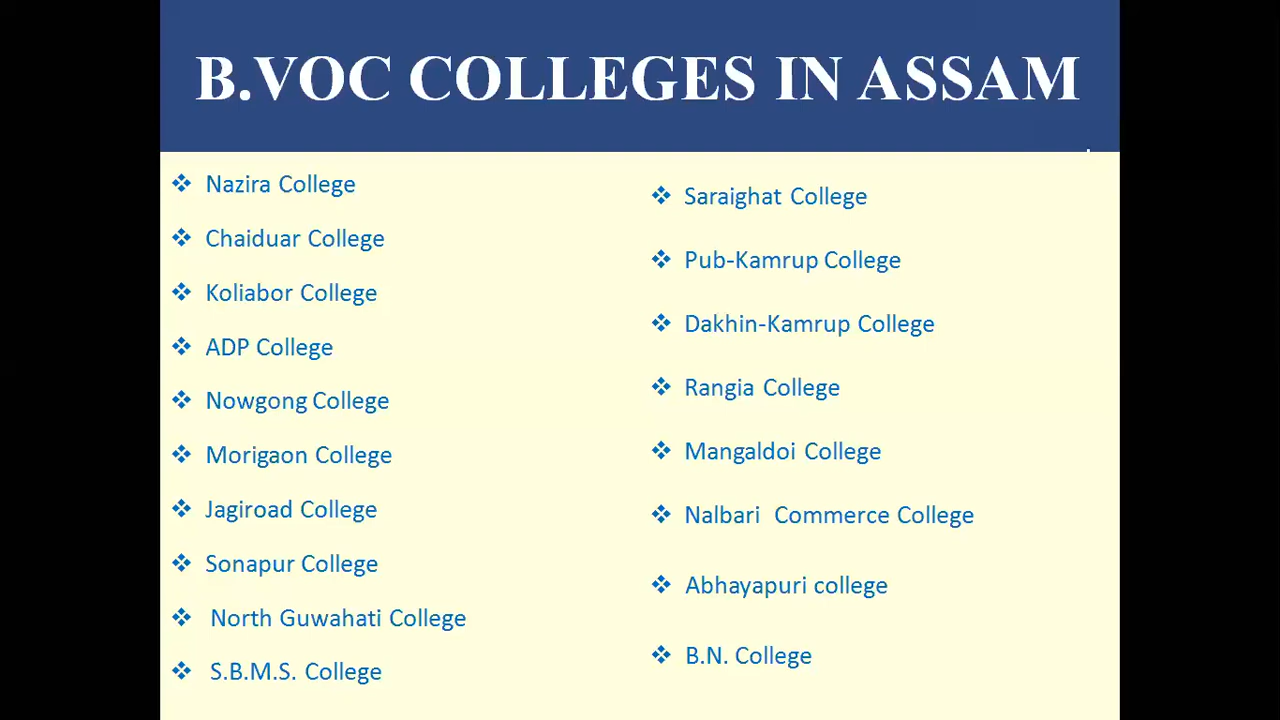 B.VOC COLLEGES IN ASSAM
❖ Nazira College
❖ Chaiduar College
❖ Koliabor College
❖ ADP College
❖ Nowgong College
❖ Morigaon College
❖ Jagiroad College
❖ Sonapur College
❖ North Guwahati College
❖ S.B.M.S. College
❖ Saraighat College
❖ Pub-Kamrup College
❖ Dakhin-Kamrup College
❖ Rangia College
❖ Mangaldoi College
❖ Nalbari Commerce College
❖ Abhayapuri college
❖ B.N. College